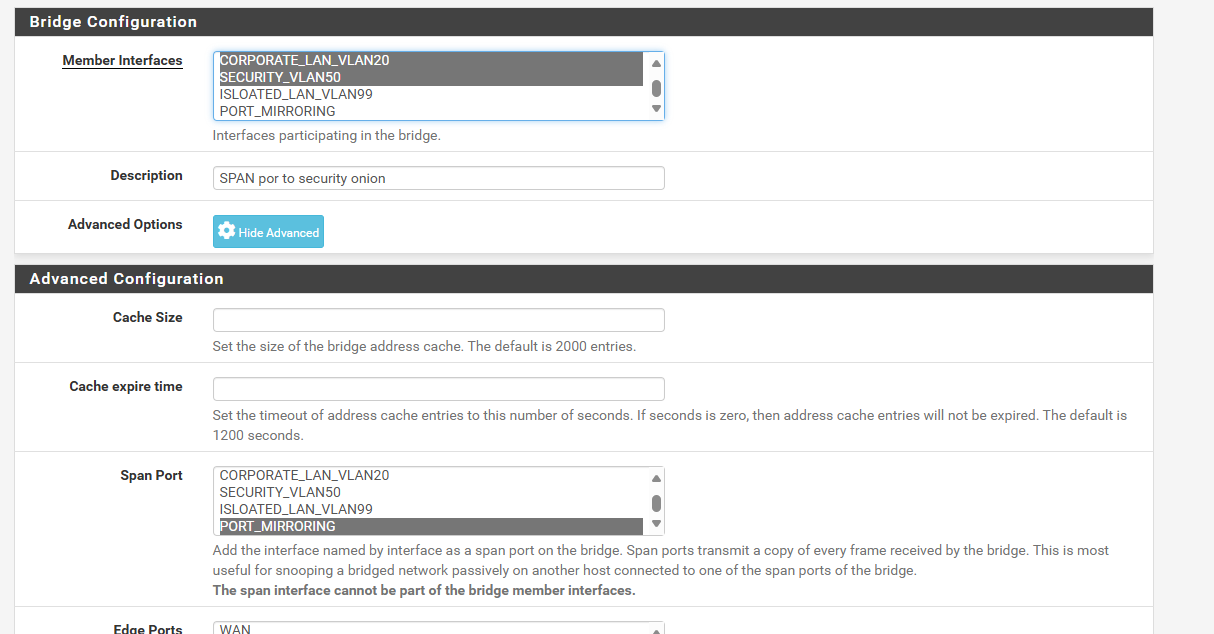 Bridge Configuration
Member Interfaces
CORPORATE_LAN_VLAN20
SECURITY_VLAN50
ISLOATED_LAN_VLAN99
PORT_MIRRORING
Interfaces participating in the bridge.
Description
SPAN por to security onion
Advanced Options
Hide Advanced
Advanced Configuration
Cache Size
Set the size of the bridge address cache. The default is 2000 entries.
Cache expire time
Set the timeout of address cache entries to this number of seconds. If seconds is zero, then address cache entries will not be expired. The default is
1200 seconds.
Span Port
CORPORATE_LAN_VLAN20
SECURITY_VLAN50
ISLOATED_LAN_VLAN99
PORT_MIRRORING
Add the interface named by interface as a span port on the bridge. Span ports transmit a copy of every frame received by the bridge. This is most
useful for snooping a bridged network passively on another host connected to one of the span ports of the bridge.
The span interface cannot be part of the bridge member interfaces.
Edge Ports
WAN